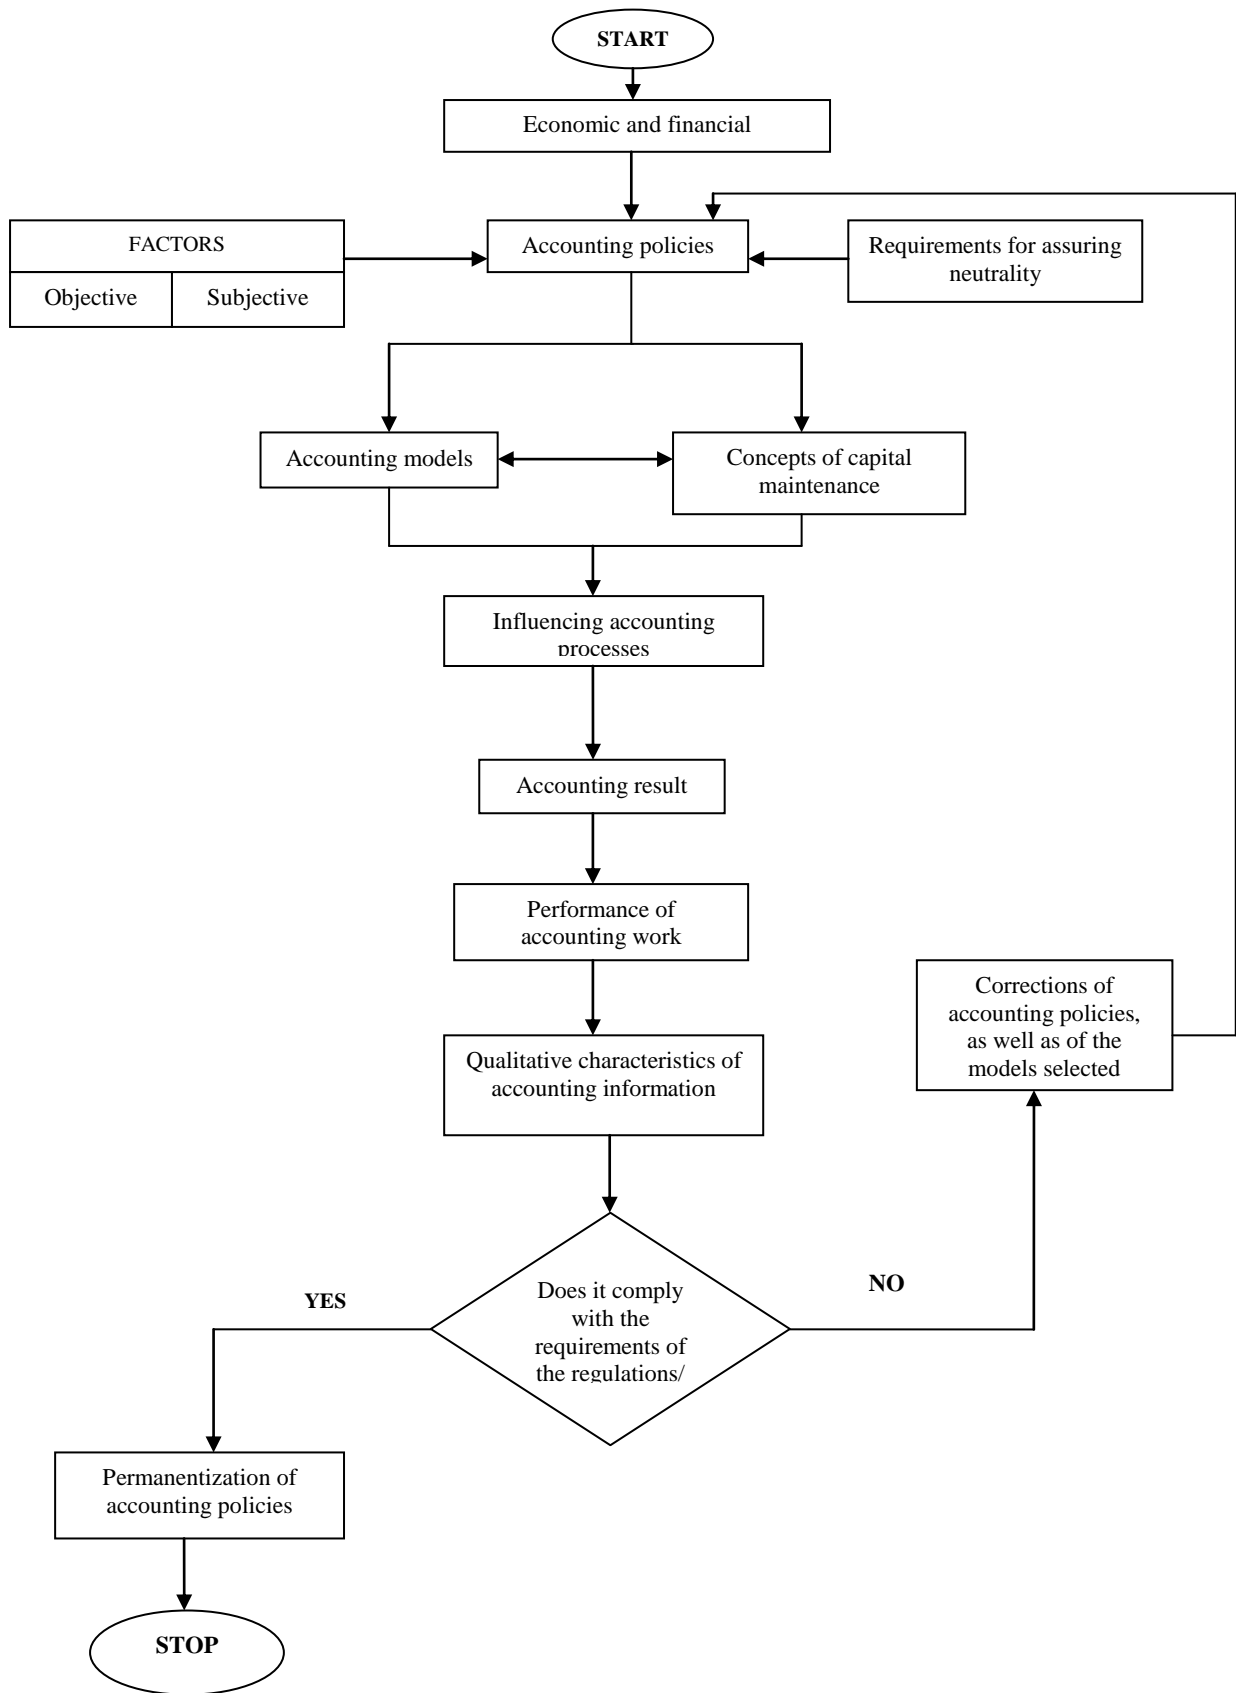 START
Economic and financial
FACTORS
Objective
Subjective
Accounting policies
Requirements for assuring
neutrality
Accounting models
Concepts of capital
maintenance
Influencing accounting
processes
Accounting result
Performance of
accounting work
Qualitative characteristics of
accounting information
Corrections of
accounting policies,
as well as of the
models selected
YES
Does it comply
with the
requirements of
the regulations/
NO
Permanentization of
accounting policies
STOP